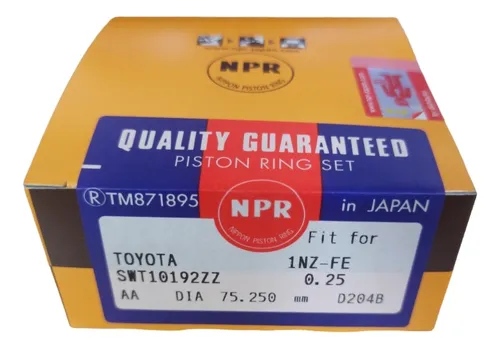 NPR
NIPPON PISTON RING
QUALITY GUARANTEED
PISTON RING SET
®TM871895
NPR
NIPPON PISTON RING
in JAPAN
Fit for
TOYOTA 1NZ-FE
SWT10192ZZ 0.25
AA DIA 75.250 mm D204B